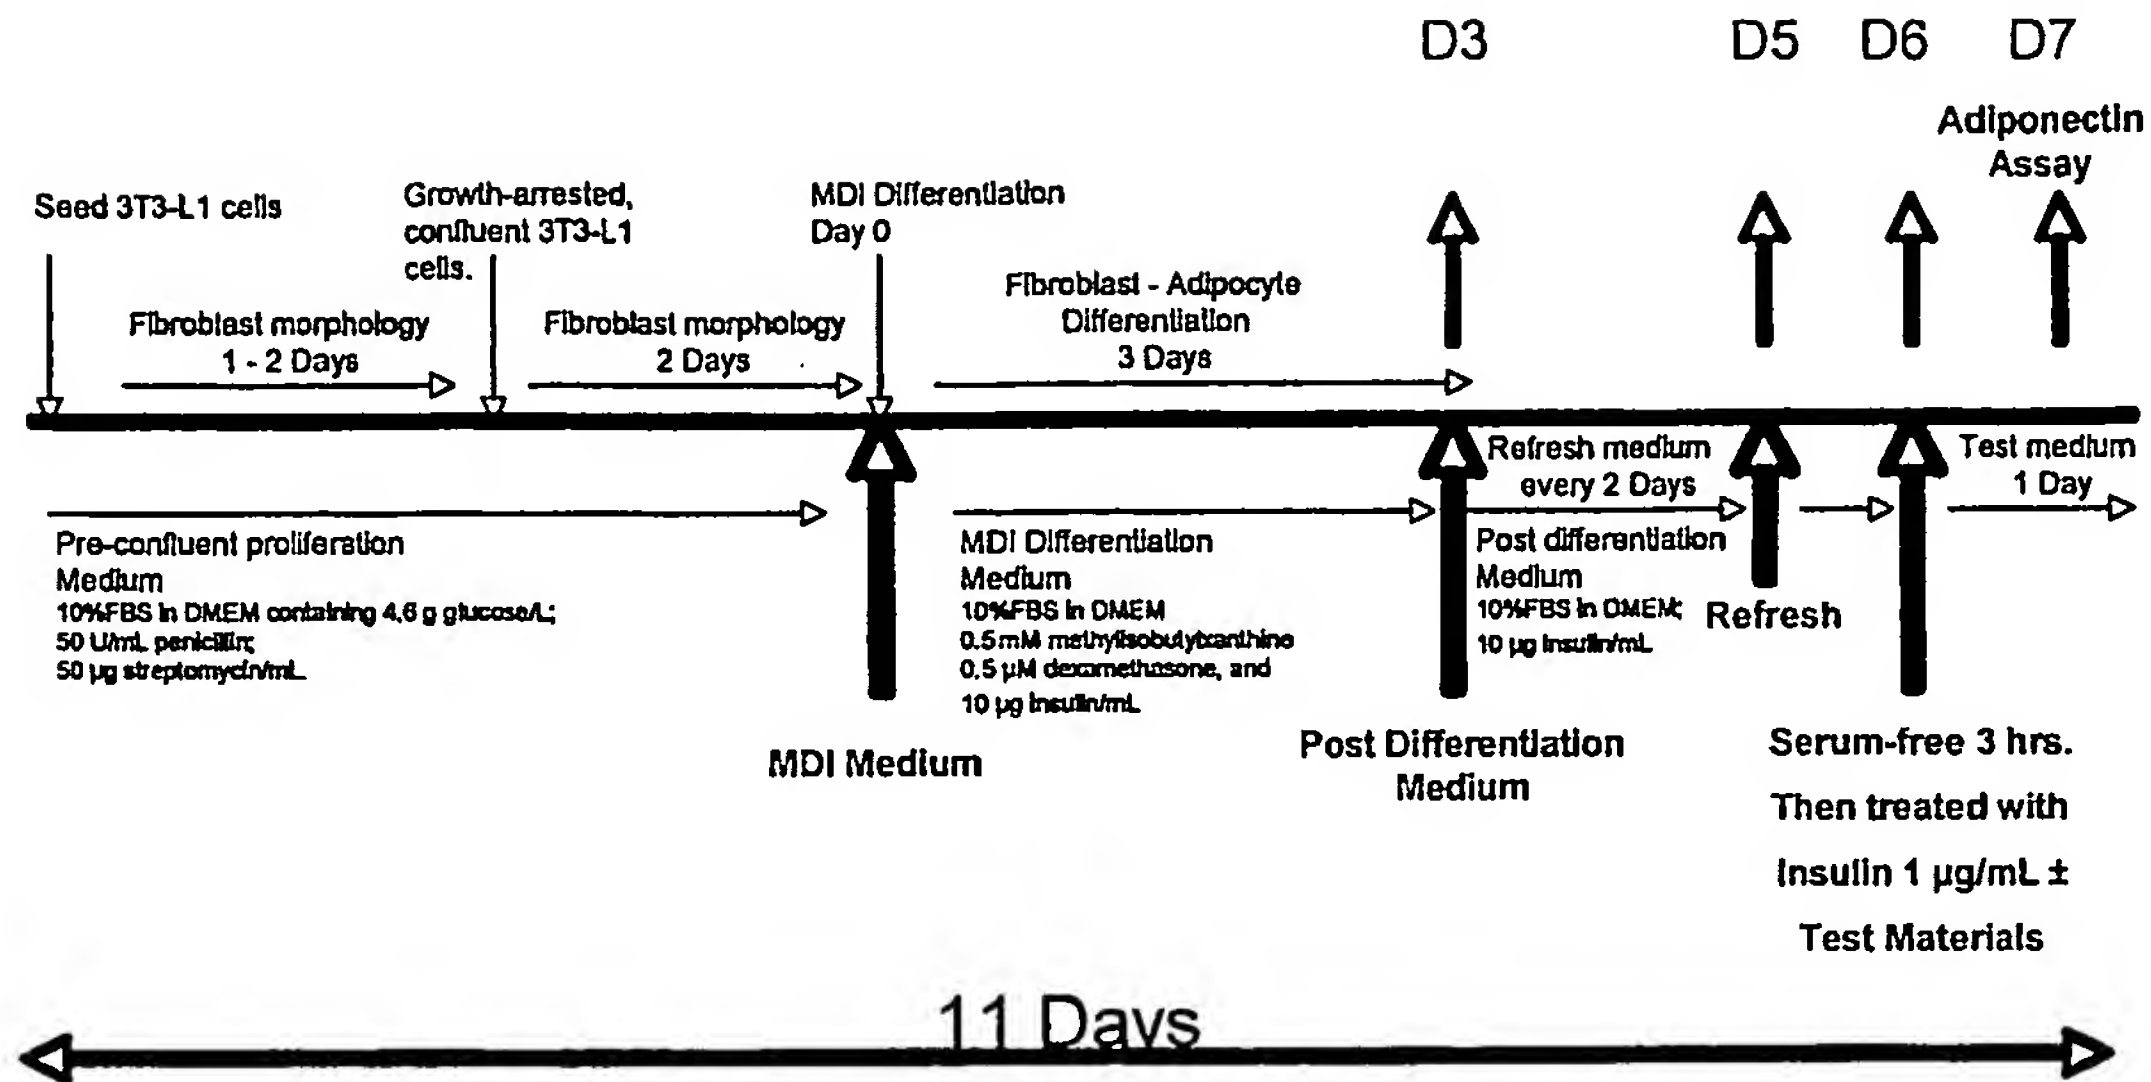 D3
D5
D6
D7
Adiponectin
Assay
Seed 3T3-L1 cells
Growth-arrested,
confluent 3T3-L1
cells.
MDI Differentiation
Day 0
Fibroblast morphology
1 - 2 Days
Fibroblast morphology
2 Days
Fibroblast - Adipocyte
Differentiation
3 Days
Refresh medium
every 2 Days
Test medium
1 Day
Pre-confluent proliferation
Medium
10%FBS in DMEM containing 4.6 g glucose/L;
50 U/mL penicillin;
50 µg streptomycin/mL
MDI Differentiation
Medium
10%FBS in DMEM
0.5 mM methylisobutylxanthine
0.5 µM dexamethasone, and
10 µg insulin/mL
Post differentiation
Medium
10%FBS in DMEM;
10 µg insulin/mL
Refresh
MDI Medium
Post Differentiation
Medium
Serum-free 3 hrs.
Then treated with
Insulin 1 µg/mL ±
Test Materials
11 Days